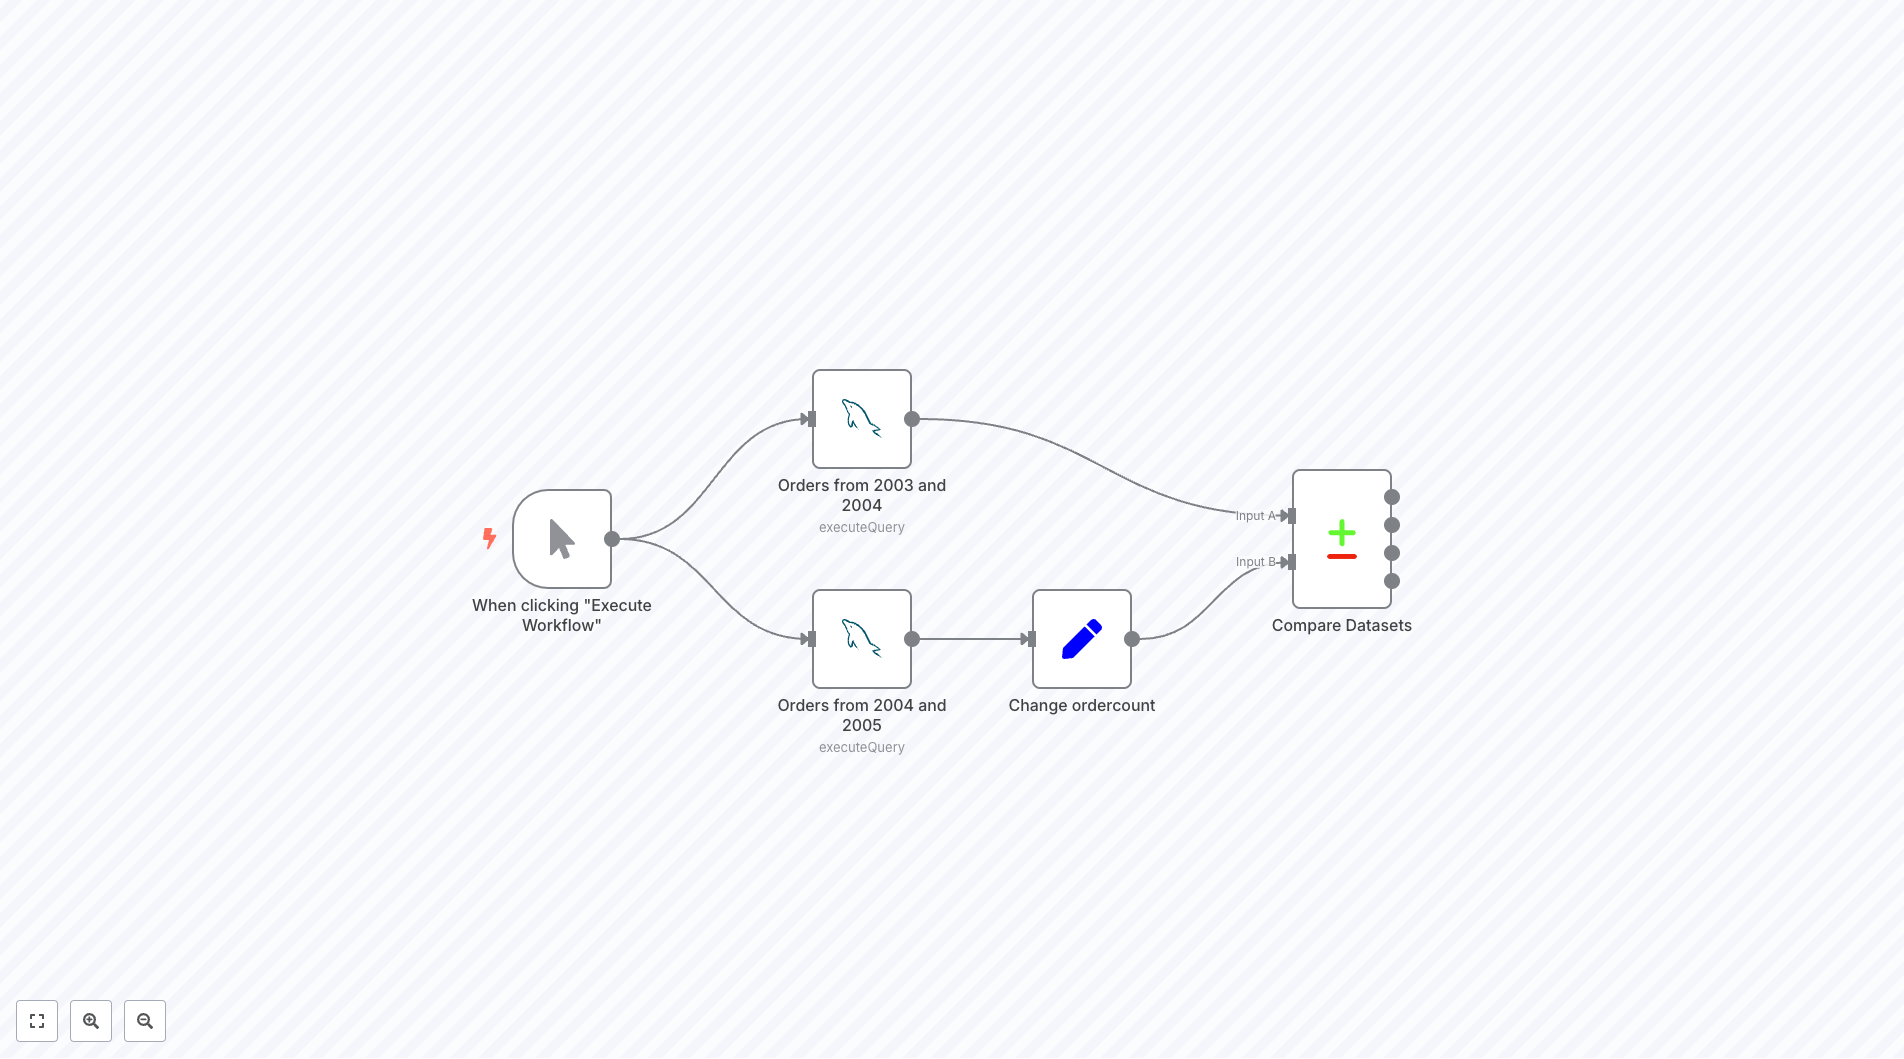 Orders from 2003 and
2004
executeQuery
When clicking "Execute
Workflow"
Input A
Input B
Compare Datasets
Orders from 2004 and
2005
executeQuery
Change ordercount